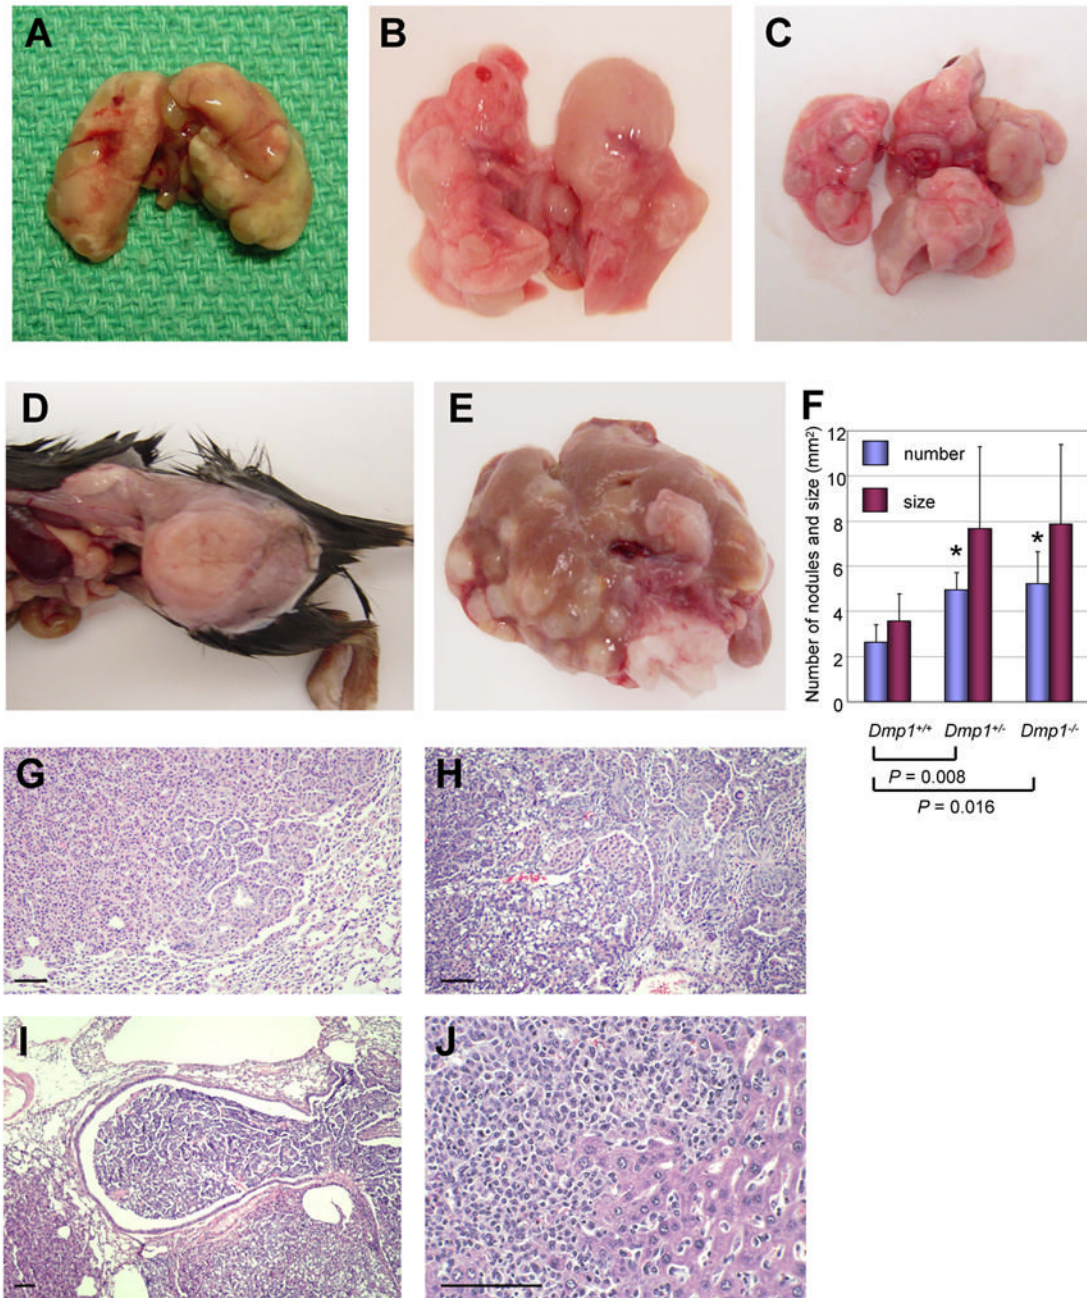 A
B
C
D
E
F
Number of nodules and size (mm²)
12
10
8
6
4
2
0
number
size
*
*
Dmp1+/+ Dmp1+/- Dmp1-/-
P = 0.008
P = 0.016
G
H
I
J